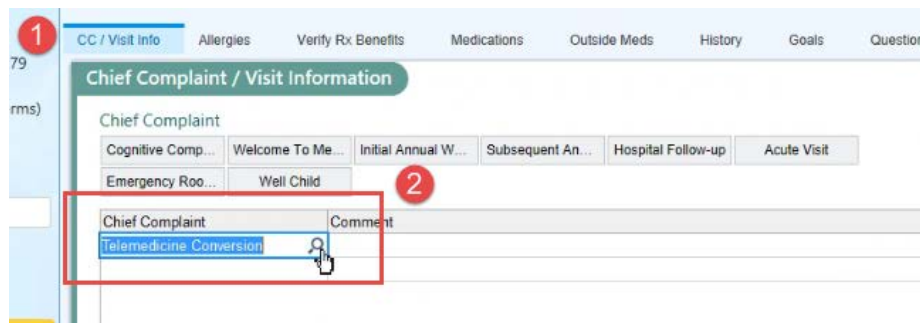 1
CC / Visit Info Allergies Verify Rx Benefits Medications Outside Meds History Goals Question
79
Chief Complaint / Visit Information
rms)
Chief Complaint
Cognitive Comp... Welcome To Me... Initial Annual W... Subsequent An... Hospital Follow-up Acute Visit
Emergency Roo... Well Child
2
Chief Complaint Comment
Telemedicine Conversion